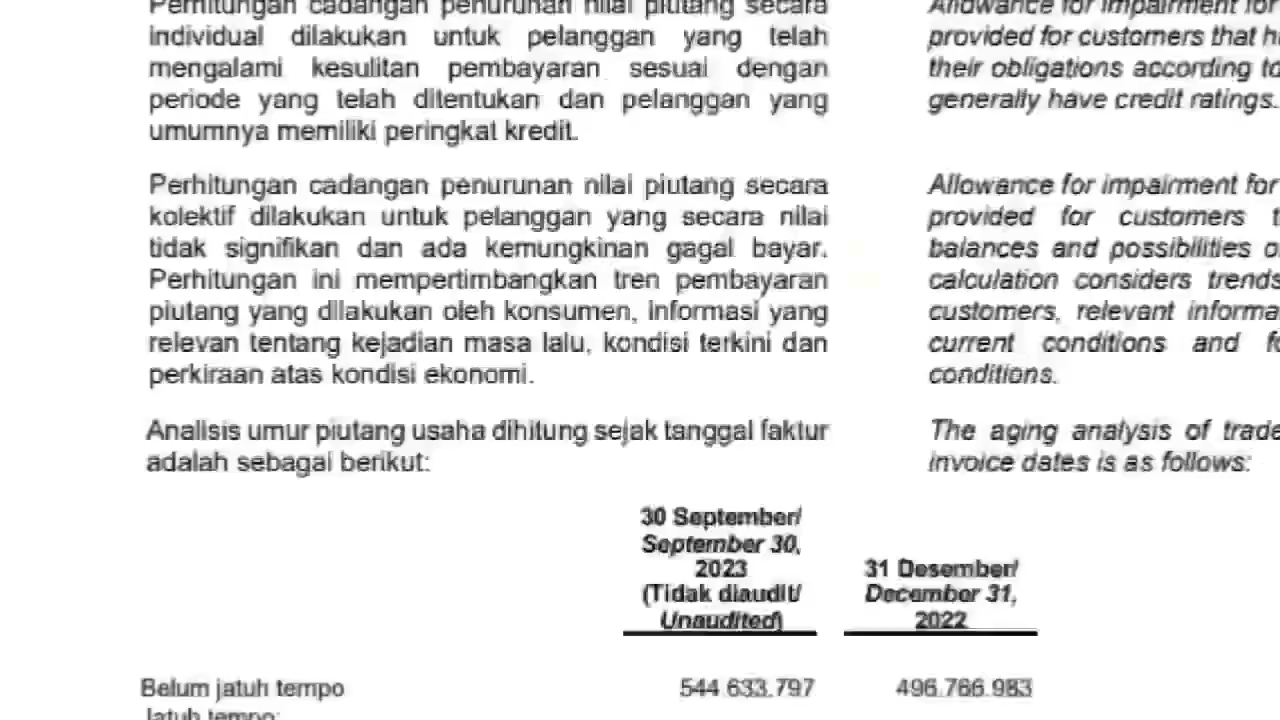 Perhitungan cadangan penurunan nilai piutang secara
individual dilakukan untuk pelanggan yang telah
mengalami kesulitan pembayaran sesuai dengan
periode yang telah ditentukan dan pelanggan yang
umumnya memiliki peringkat kredit.
Perhitungan cadangan penurunan nilai piutang secara
kolektif dilakukan untuk pelanggan yang secara nilai
tidak signifikan dan ada kemungkinan gagal bayar.
Perhitungan ini mempertimbangkan tren pembayaran
piutang yang dilakukan oleh konsumen, informasi yang
relevan tentang kejadian masa lalu, kondisi terkini dan
perkiraan atas kondisi ekonomi.
Analisis umur piutang usaha dihitung sejak tanggal faktur
adalah sebagai berikut:
Allowance for impairment for
provided for customers that
their obligations according to
generally have credit ratings.
Allowance for impairment for
provided for customers
balances and possibilities
calculation considers trends
customers, relevant
current conditions and
conditions.
The aging analysis of trade
invoice dates is as follows:
30 September/
September 30,
2023
(Tidak diaudit/
Unaudited)
31 Desember/
December 31,
2022
Belum jatuh tempo 544.633.797 496.766.983
Jatuh tempo: